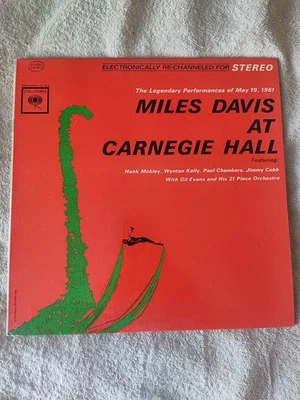 ELECTRONICALLY RE-CHANNELED FOR STEREO
COLUMBIA
The Legendary Performances of May 19, 1961
MILES DAVIS
AT
CARNEGIE HALL
Featuring:
Hank Mobley, Wynton Kelly, Paul Chambers, Jimmy Cobb
With Gil Evans and His 21 Piece Orchestra